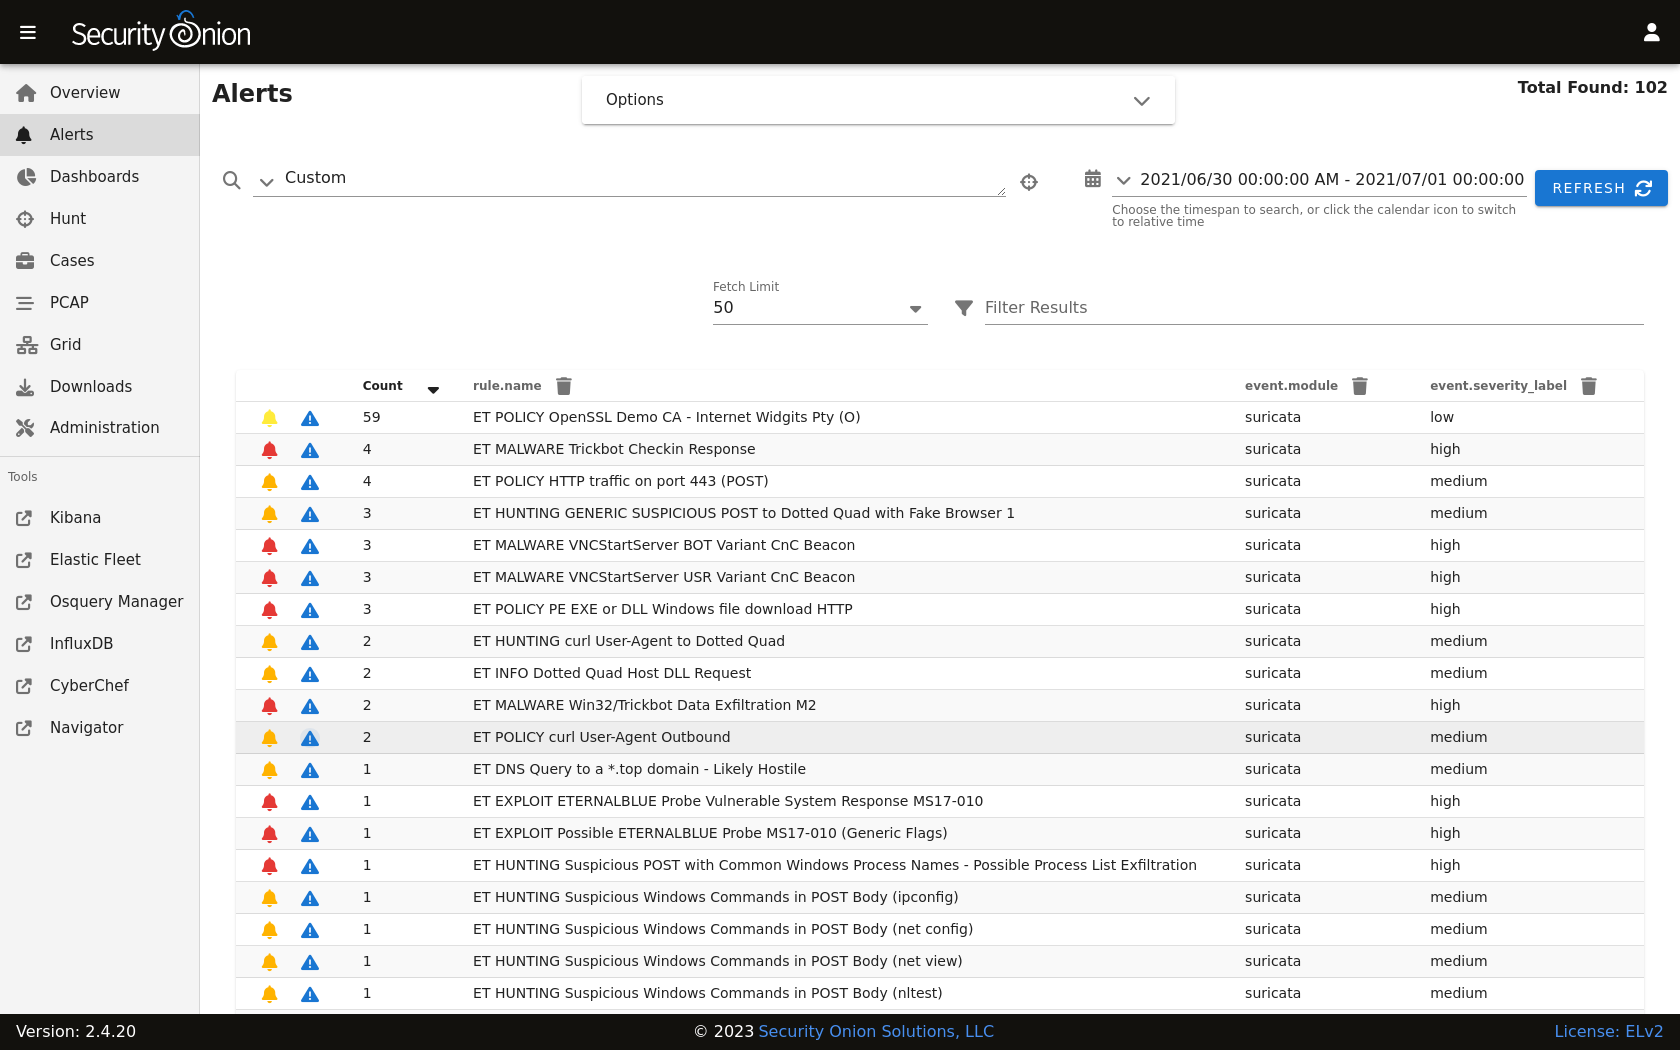 Security Onion
Overview
Alerts
Dashboards
Hunt
Cases
PCAP
Grid
Downloads
Administration
Tools
Kibana
Elastic Fleet
Osquery Manager
InfluxDB
CyberChef
Navigator
Alerts
Options
Total Found: 102
Custom
2021/06/30 00:00:00 AM - 2021/07/01 00:00:00
REFRESH
Choose the timespan to search, or click the calendar icon to switch
to relative time
Fetch Limit
50
Filter Results
Count rule.name event.module event.severity_label
59 ET POLICY OpenSSL Demo CA - Internet Widgits Pty (O) suricata low
4 ET MALWARE Trickbot Checkin Response suricata high
4 ET POLICY HTTP traffic on port 443 (POST) suricata medium
3 ET HUNTING GENERIC SUSPICIOUS POST to Dotted Quad with Fake Browser 1 suricata medium
3 ET MALWARE VNCStartServer BOT Variant CnC Beacon suricata high
3 ET MALWARE VNCStartServer USR Variant CnC Beacon suricata high
3 ET POLICY PE EXE or DLL Windows file download HTTP suricata high
2 ET HUNTING curl User-Agent to Dotted Quad suricata medium
2 ET INFO Dotted Quad Host DLL Request suricata medium
2 ET MALWARE Win32/Trickbot Data Exfiltration M2 suricata high
2 ET POLICY curl User-Agent Outbound suricata medium
1 ET DNS Query to a *.top domain - Likely Hostile suricata medium
1 ET EXPLOIT ETERNALBLUE Probe Vulnerable System Response MS17-010 suricata high
1 ET EXPLOIT Possible ETERNALBLUE Probe MS17-010 (Generic Flags) suricata high
1 ET HUNTING Suspicious POST with Common Windows Process Names - Possible Process List Exfiltration suricata high
1 ET HUNTING Suspicious Windows Commands in POST Body (ipconfig) suricata medium
1 ET HUNTING Suspicious Windows Commands in POST Body (net config) suricata medium
1 ET HUNTING Suspicious Windows Commands in POST Body (net view) suricata medium
1 ET HUNTING Suspicious Windows Commands in POST Body (nltest) suricata medium
Version: 2.4.20
© 2023 Security Onion Solutions, LLC
License: ELv2